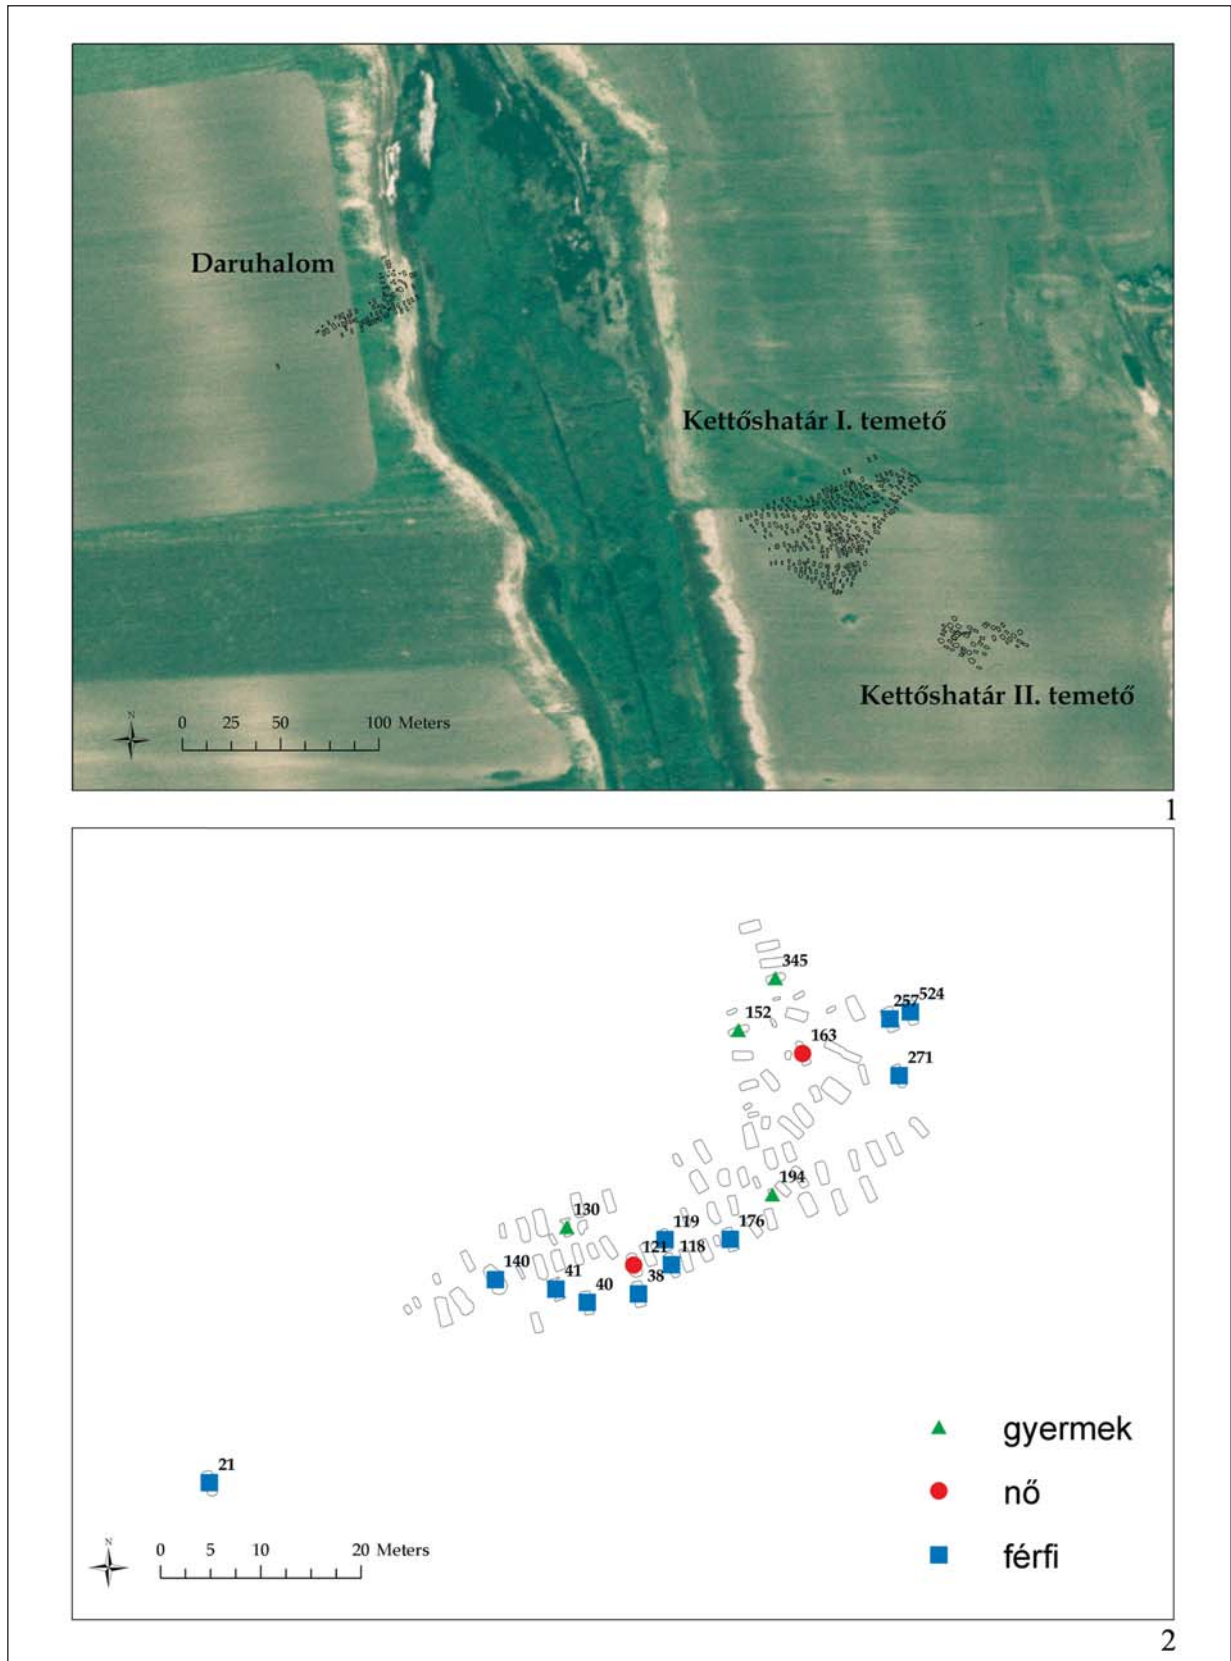 Daruhalom
Kettőshatár I. temető
Kettőshatár II. temető
N
0 25 50 100 Meters
1
345
152
257 524
163
271
194
130
119 176
121 118
140
41
40 38
21
gyermek
nő
férfi
N
0 5 10 20 Meters
2